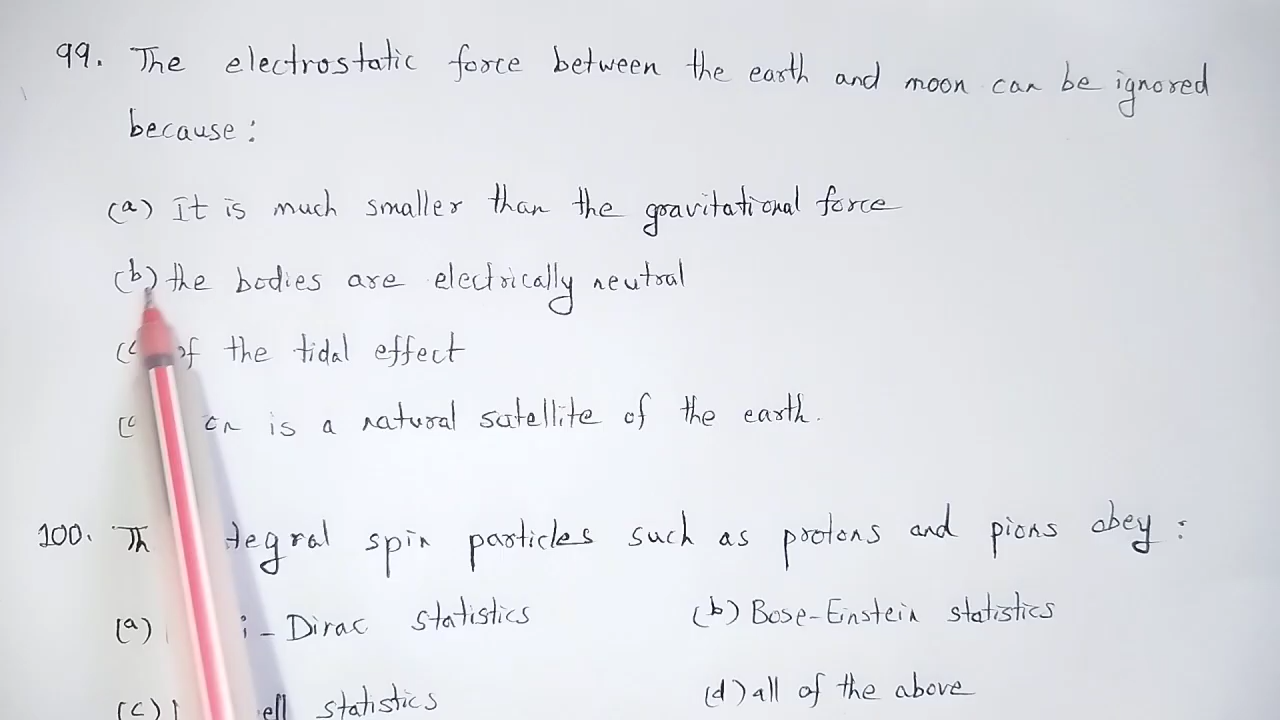 99. The electrostatic force between the earth and moon can be ignored
because:
(a) It is much smaller than the gravitational force
(b) the bodies are electrically neutral
of the tidal effect
is a natural satellite of the earth.
100. spin particles such as protons and pions obey:
(a) - Dirac statistics (b) Bose-Einstein statistics
(c) statistics (d) all of the above